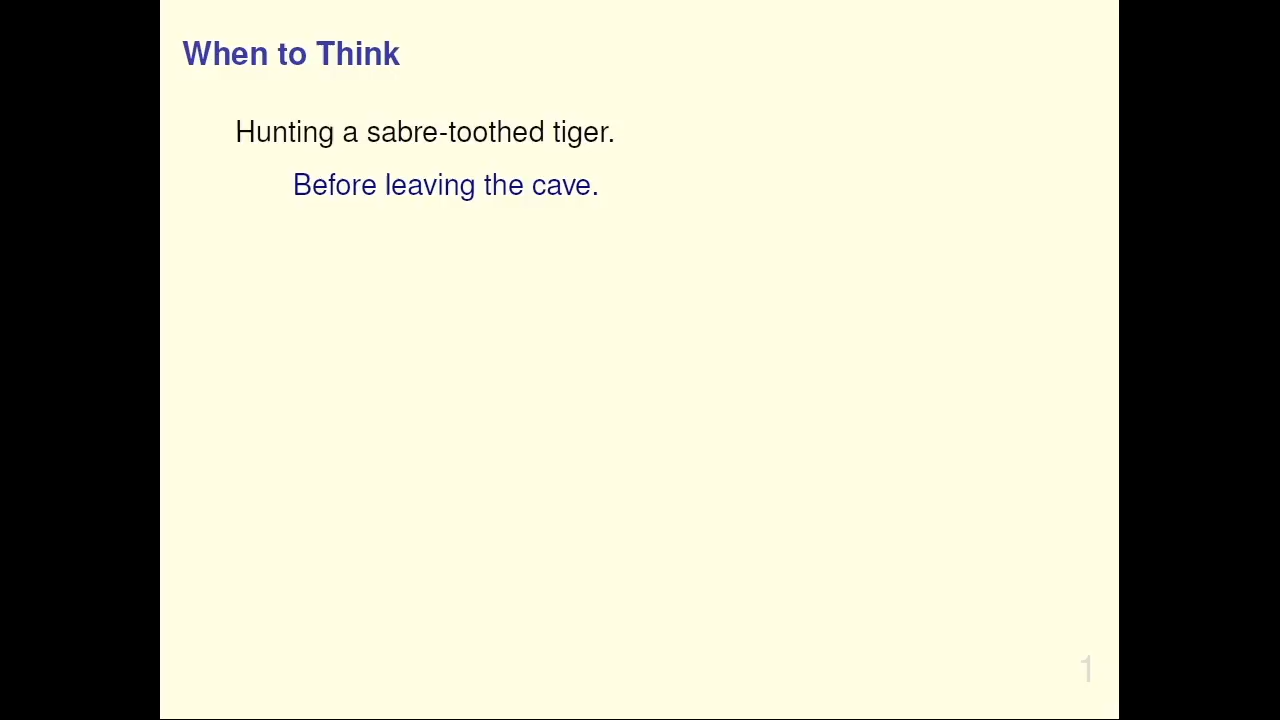 When to Think
Hunting a sabre-toothed tiger.
Before leaving the cave.
1